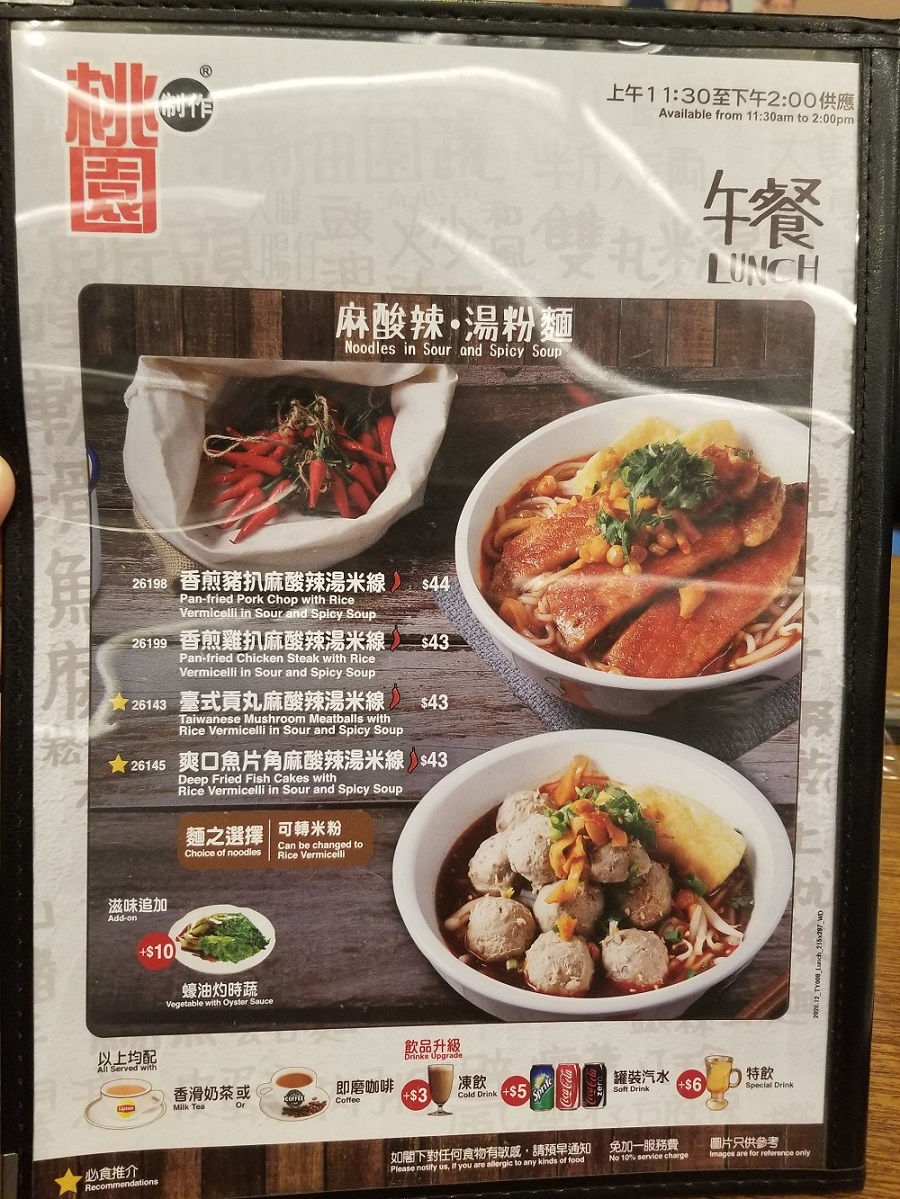 桃園
制作®
上午11:30至下午2:00供應
Available from 11:30am to 2:00pm
午餐
LUNCH
麻酸辣·湯粉麵
Noodles in Sour and Spicy Soup
26198 香煎豬扒麻酸辣湯米線 $44
Pan-fried Pork Chop with Rice
Vermicelli in Sour and Spicy Soup
26199 香煎雞扒麻酸辣湯米線 $43
Pan-fried Chicken Steak with Rice
Vermicelli in Sour and Spicy Soup
26143 臺式貢丸麻酸辣湯米線 $43
Taiwanese Mushroom Meatballs with
Rice Vermicelli in Sour and Spicy Soup
26145 爽口魚片角麻酸辣湯米線 $43
Deep Fried Fish Cakes with
Rice Vermicelli in Sour and Spicy Soup
麵之選擇
Choice of noodles
可轉米粉
Can be changed to
Rice Vermicelli
滋味追加
Add-on
+$10
蠔油灼時蔬
Vegetable with Oyster Sauce
2020.12_TY008_Lunch_215x287_WD
以上均配
All Served with
飲品升級
Drinks Upgrade
Lipton
香滑奶茶 或
Milk Tea Or
COFFEE
即磨咖啡
Coffee
+$3
凍飲
Cold Drink
+$5
Sprite
Coca-Cola
Coca-Cola
zero
罐裝汽水
Soft Drink
+$6
特飲
Special Drink
必食推介
Recommendations
如閣下對任何食物有敏感，請預早通知
Please notify us, if you are allergic to any kinds of food
免加一服務費
No 10% service charge
圖片只供參考
Images are for reference only